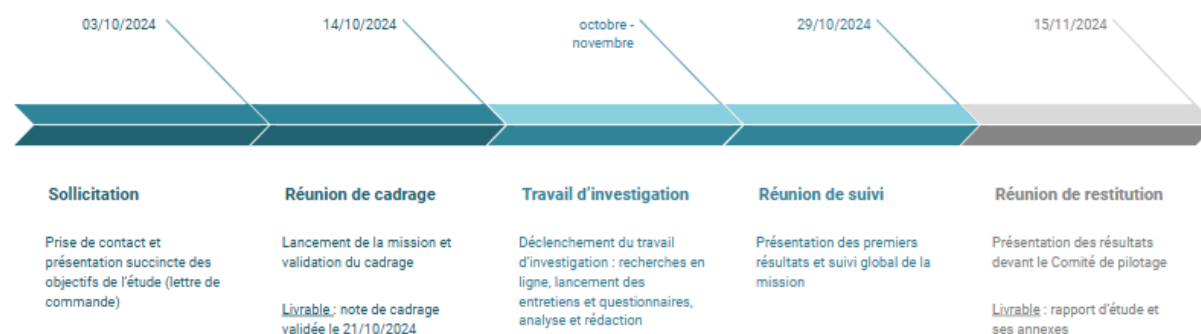 03/10/2024
14/10/2024
octobre -
novembre
29/10/2024
15/11/2024
Sollicitation
Prise de contact et
présentation succincte des
objectifs de l'étude (lettre de
commande)
Réunion de cadrage
Lancement de la mission et
validation du cadrage
Livrable : note de cadrage
validée le 21/10/2024
Travail d'investigation
Déclenchement du travail
d'investigation : recherches en
ligne, lancement des
entretiens et questionnaires,
analyse et rédaction
Réunion de suivi
Présentation des premiers
résultats et suivi global de la
mission
Réunion de restitution
Présentation des résultats
devant le Comité de pilotage
Livrable : rapport d'étude et
ses annexes